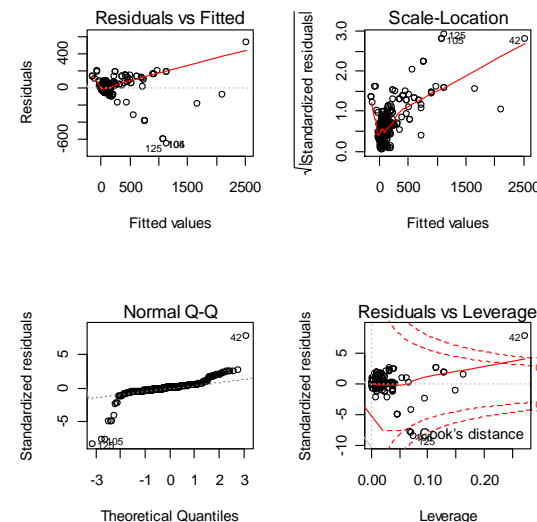 Residuals vs Fitted
Residuals
-600 0 400
42
125
105
0 500 1500 2500
Fitted values
Scale-Location
√|Standardized residuals|
0.0 1.0 2.0 3.0
125
105
42
0 500 1500 2500
Fitted values
Normal Q-Q
Standardized residuals
-5 0 5
42
105
125
-3 -2 -1 0 1 2 3
Theoretical Quantiles
Residuals vs Leverage
Standardized residuals
-10 -5 0 5
42
125
Cook's distance
0.00 0.10 0.20
Leverage